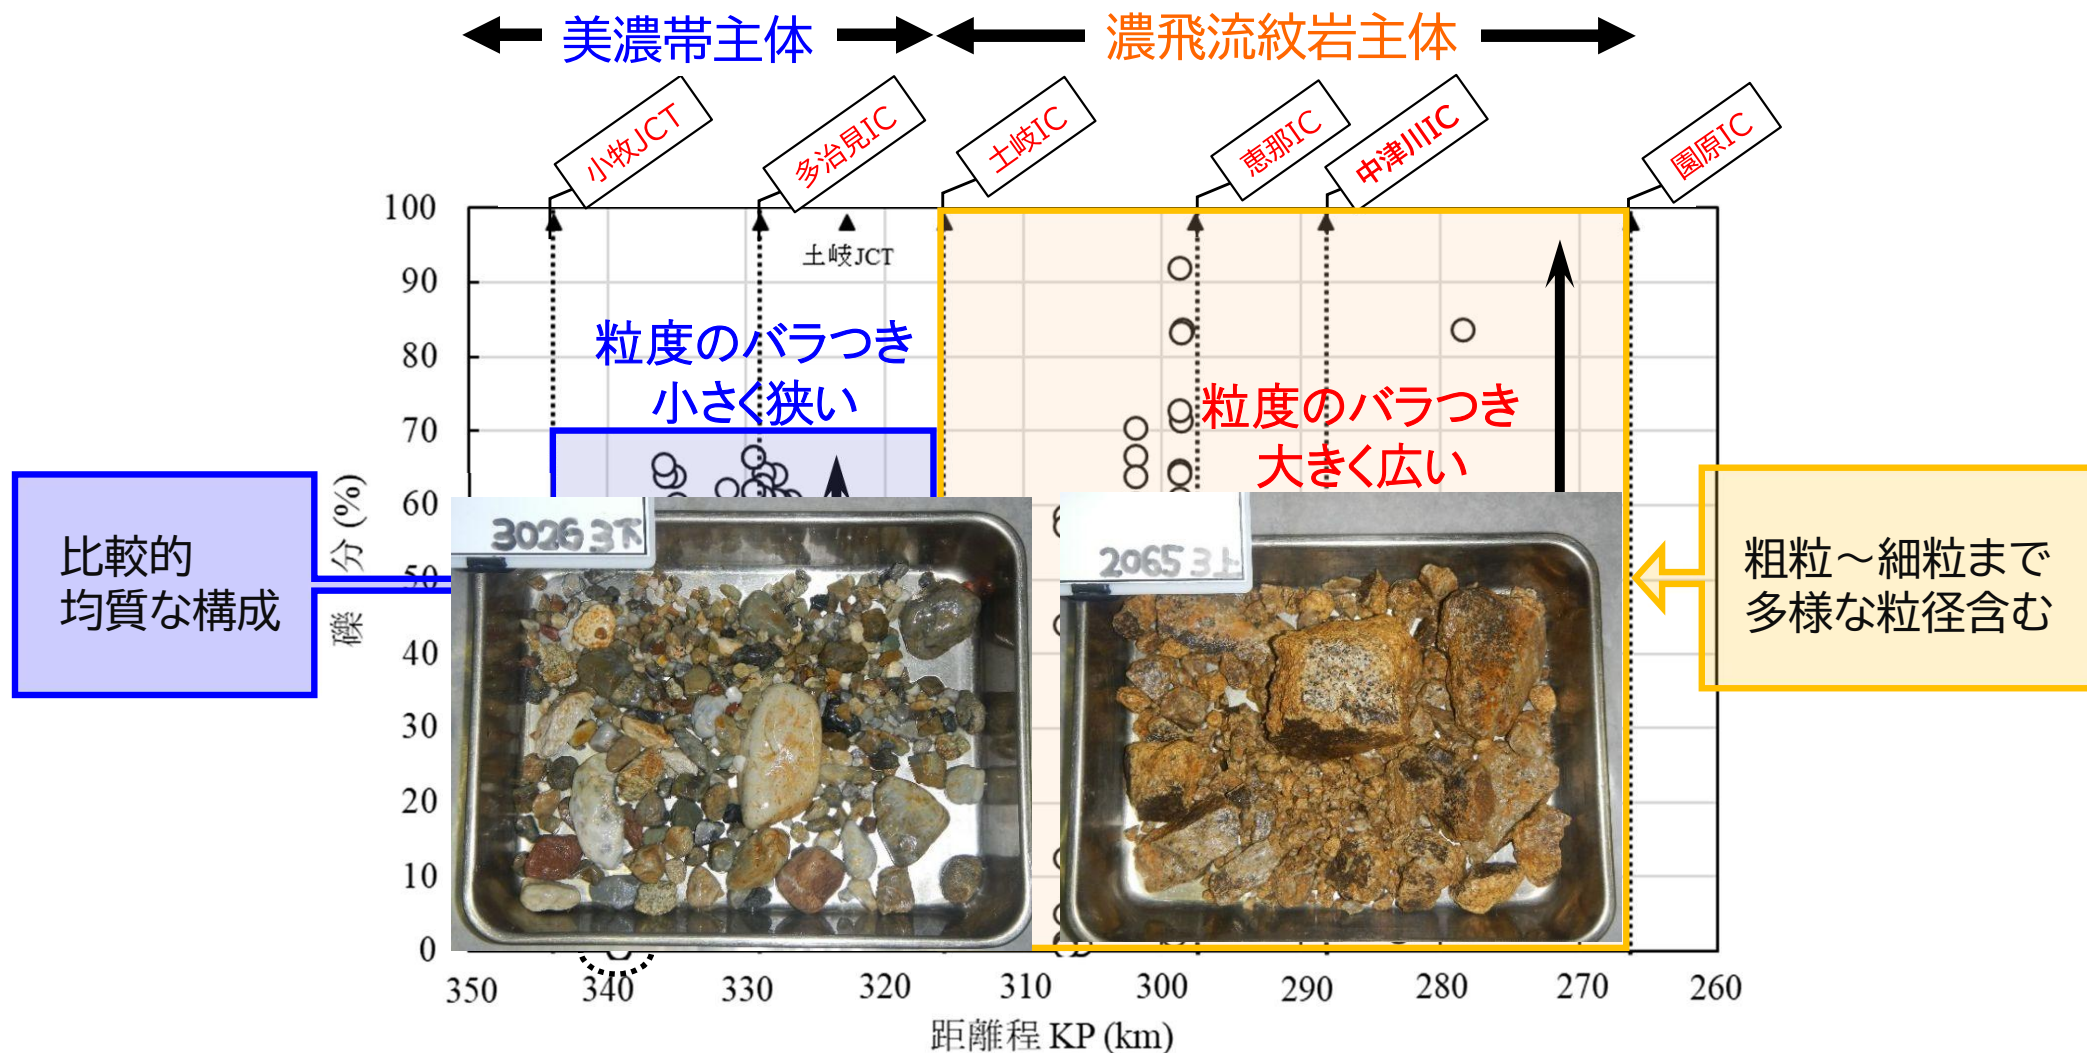 美濃帯主体
濃飛流紋岩主体
小牧JCT
多治見IC
土岐IC
恵那IC
中津川IC
園原IC
土岐JCT
粒度のバラつき
小さく狭い
粒度のバラつき
大きく広い
比較的
均質な構成
粗粒～細粒まで
多様な粒径含む
3026 3下
2065 3上
礫 分 (%)
100
90
80
70
60
50
40
30
20
10
0
350 340 330 320 310 300 290 280 270 260
距離程 KP (km)